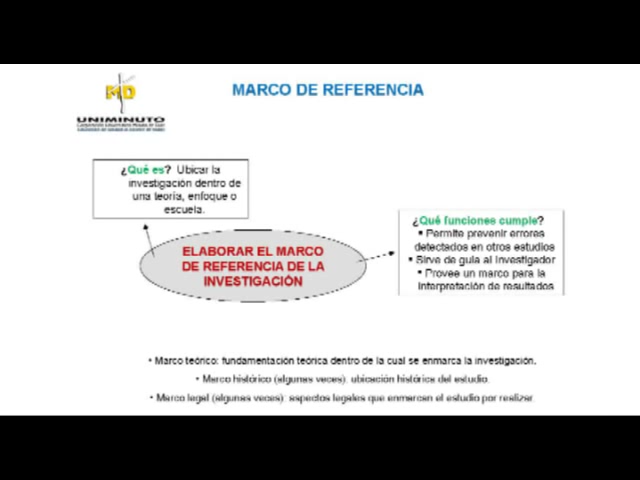 MARCO DE REFERENCIA
MD
UNIMINUTO
¿Qué es? Ubicar la
investigación dentro de
una teoría, enfoque o
escuela.
¿Qué funciones cumple?
▪ Permite prevenir errores
detectados en otros estudios
▪ Sirve de guía al investigador
▪ Provee un marco para la
interpretación de resultados
ELABORAR EL MARCO
DE REFERENCIA DE LA
INVESTIGACIÓN
• Marco teórico: fundamentación teórica dentro de la cual se enmarca la investigación.
• Marco histórico (algunas veces): ubicación histórica del estudio.
• Marco legal (algunas veces): aspectos legales que enmarcan el estudio por realizar.